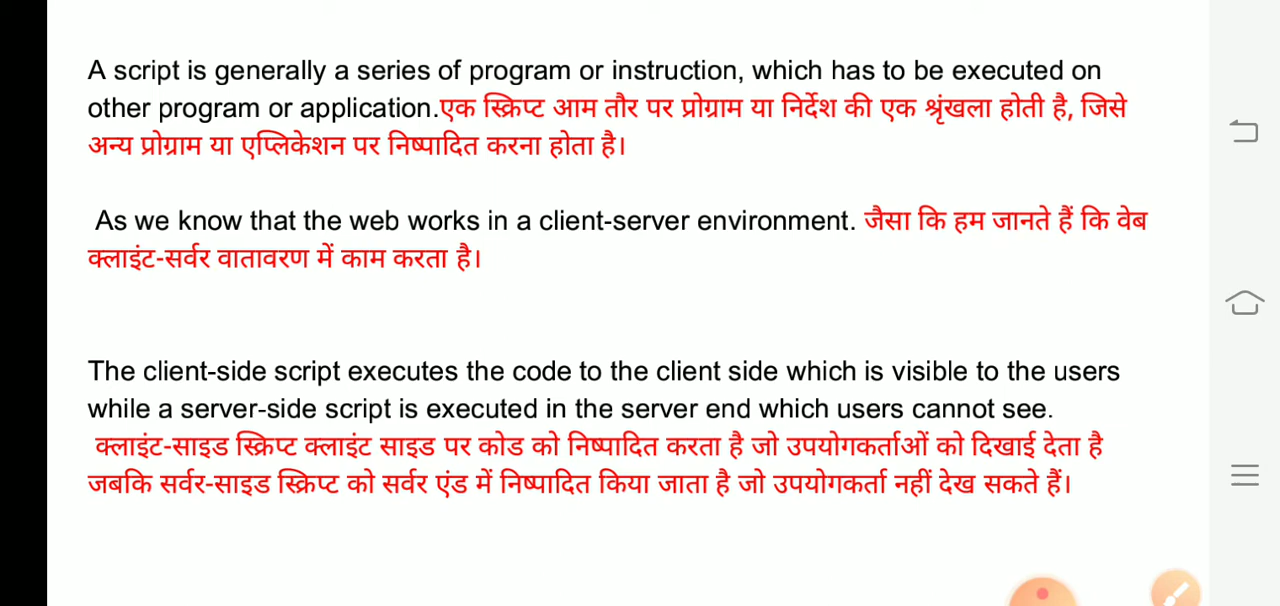 A script is generally a series of program or instruction, which has to be executed on
other program or application.एक स्क्रिप्ट आम तौर पर प्रोग्राम या निर्देश की एक श्रृंखला होती है, जिसे
अन्य प्रोग्राम या एप्लिकेशन पर निष्पादित करना होता है।
As we know that the web works in a client-server environment. जैसा कि हम जानते हैं कि वेब
क्लाइंट-सर्वर वातावरण में काम करता है।
The client-side script executes the code to the client side which is visible to the users
while a server-side script is executed in the server end which users cannot see.
क्लाइंट-साइड स्क्रिप्ट क्लाइंट साइड पर कोड को निष्पादित करता है जो उपयोगकर्ताओं को दिखाई देता है
जबकि सर्वर-साइड स्क्रिप्ट को सर्वर एंड में निष्पादित किया जाता है जो उपयोगकर्ता नहीं देख सकते हैं।